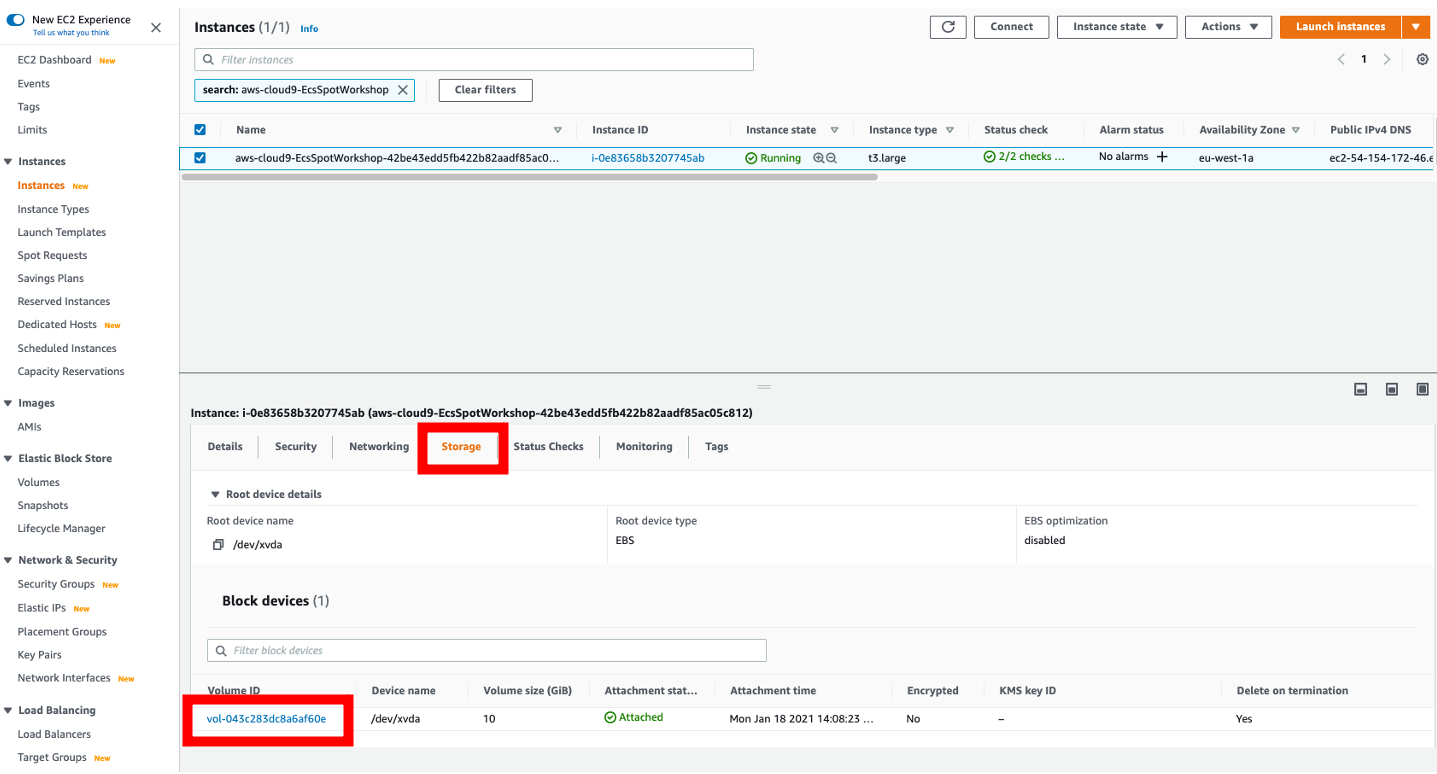 New EC2 Experience
Tell us what you think
EC2 Dashboard New
Events
Tags
Limits
Instances
Instances New
Instance Types
Launch Templates
Spot Requests
Savings Plans
Reserved Instances
Dedicated Hosts New
Scheduled Instances
Capacity Reservations
Images
AMIs
Elastic Block Store
Volumes
Snapshots
Lifecycle Manager
Network & Security
Security Groups New
Elastic IPs New
Placement Groups
Key Pairs
Network Interfaces New
Load Balancing
Load Balancers
Target Groups New
Instances (1/1) Info
Connect Instance state Actions Launch instances
Filter instances
1
search: aws-cloud9-EcsSpotWorkshop Clear filters
Name Instance ID Instance state Instance type Status check Alarm status Availability Zone Public IPv4 DNS
aws-cloud9-EcsSpotWorkshop-42be43edd5fb422b82aadf85ac0... i-0e83658b3207745ab Running t3.large 2/2 checks ... No alarms + eu-west-1a ec2-54-154-172-46.e
Instance: i-0e83658b3207745ab (aws-cloud9-EcsSpotWorkshop-42be43edd5fb422b82aadf85ac05c812)
Details Security Networking Storage Status Checks Monitoring Tags
Root device details
Root device name Root device type EBS optimization
/dev/xvda EBS disabled
Block devices (1)
Filter block devices
Volume ID Device name Volume size (GiB) Attachment stat... Attachment time Encrypted KMS key ID Delete on termination
vol-043c283dc8a6af60e /dev/xvda 10 Attached Mon Jan 18 2021 14:08:23 ... No – Yes